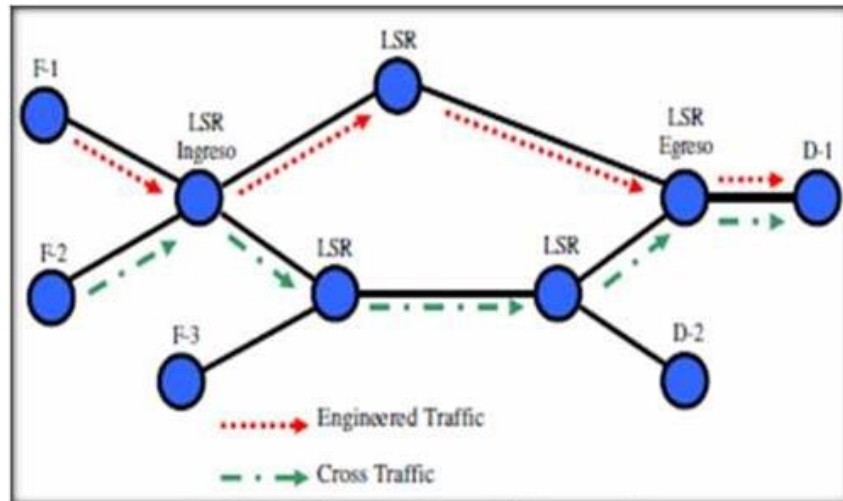 LSR
F-1
LSR
Ingreso
LSR
Egreso
D-1
F-2
LSR
LSR
F-3
D-2
Engineered Traffic
Cross Traffic